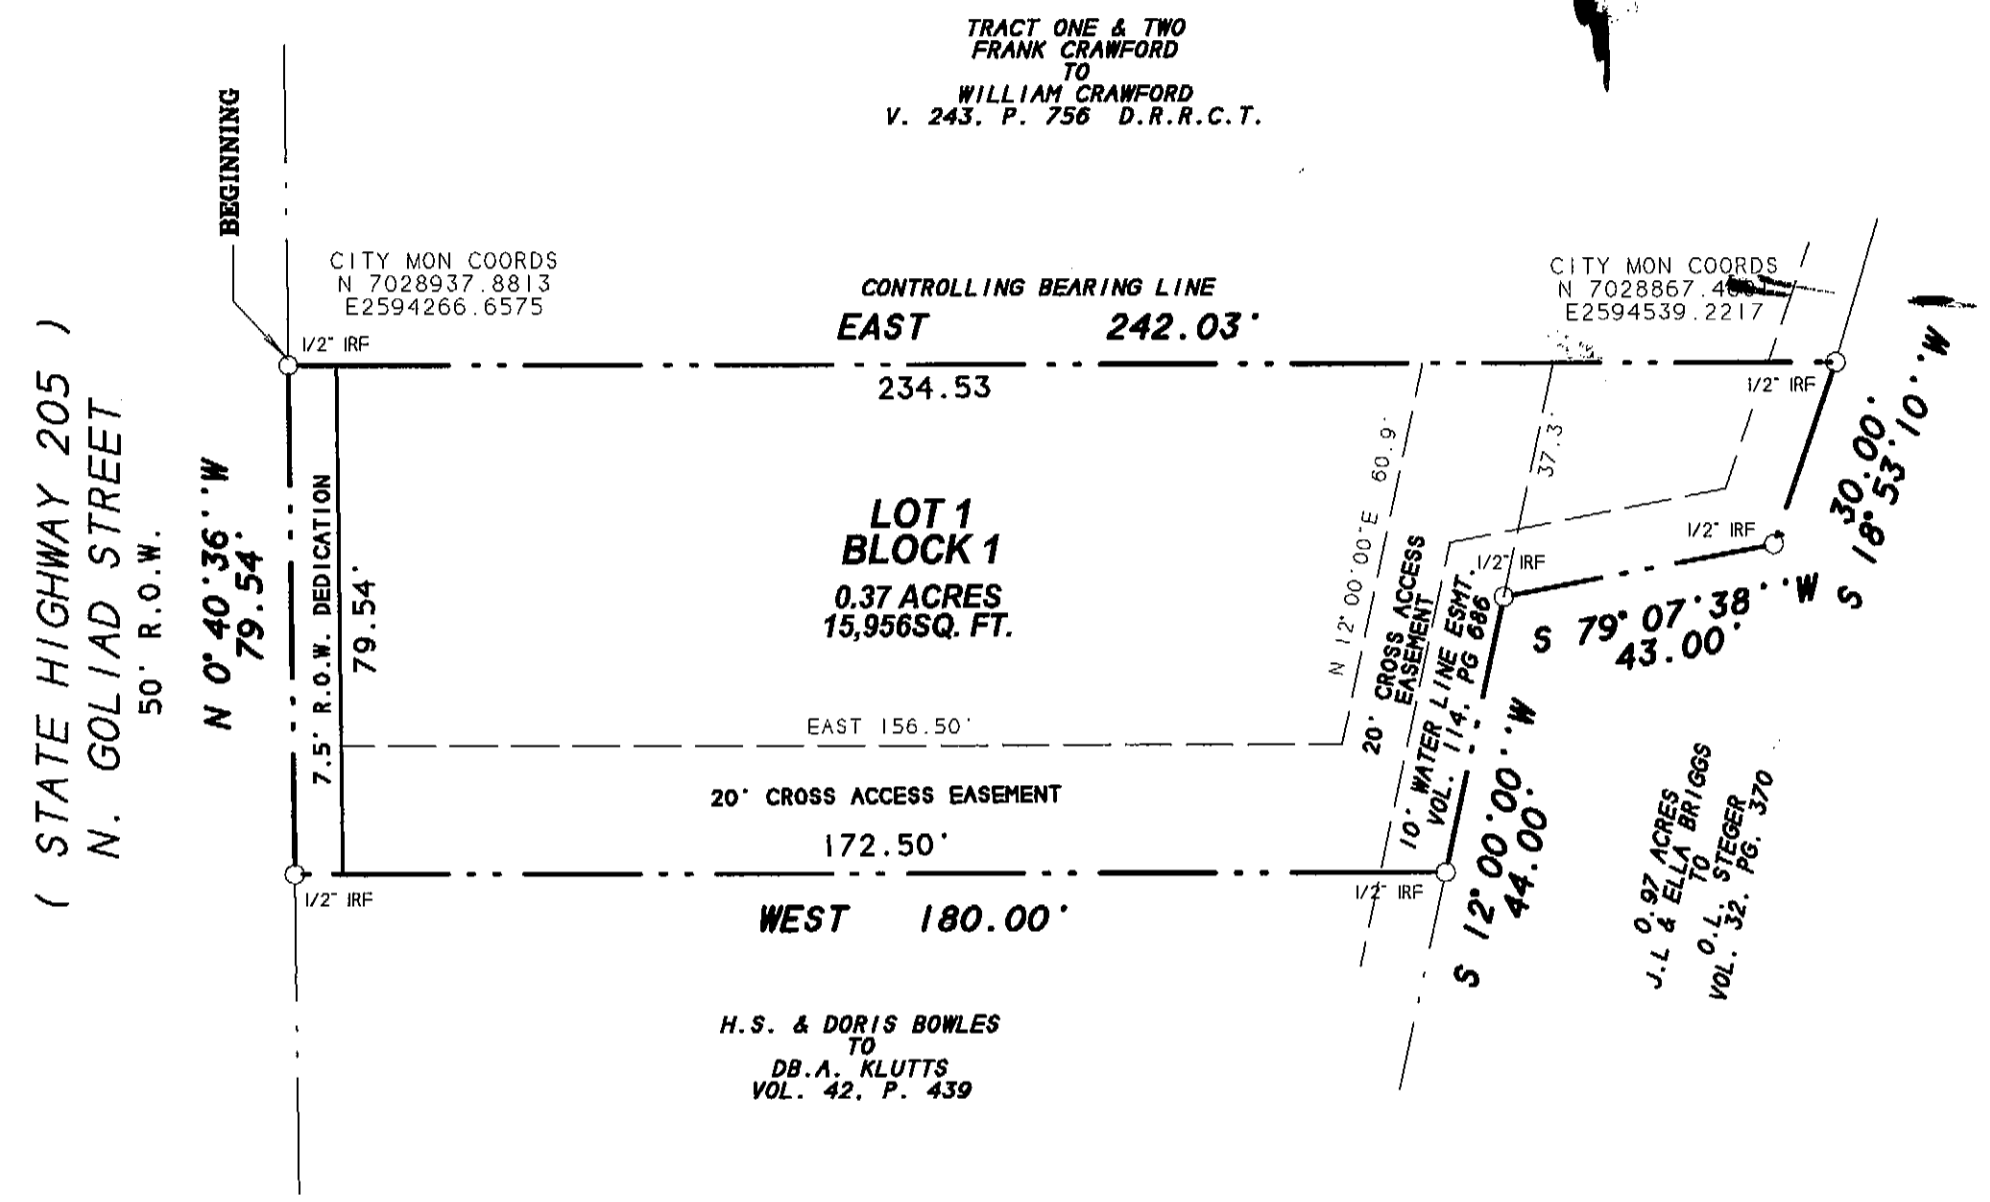 TRACT ONE & TWO
FRANK CRAWFORD
TO
WILLIAM CRAWFORD
V. 243, P. 756 D.R.R.C.T.
BEGINNING
CITY MON COORDS
N 7028937.8813
E2594266.6575
CONTROLLING BEARING LINE
EAST 242.03'
CITY MON COORDS
N 7028867.
E2594539.2217
1/2" IRF
234.53
1/2" IRF
( STATE HIGHWAY 205 )
N. GOLIAD STREET
50' R.O.W.
N 0°40'36''W
79.54'
7.5' R.O.W. DEDICATION
79.54'
LOT 1
BLOCK 1
0.37 ACRES
15,956SQ. FT.
N 12°00'00"E 60.9'
37.3'
30.00'
S 18°53'10''W
1/2" IRF
1/2" IRF
S 79°07'38''W
43.00'
20' CROSS ACCESS
EASEMENT
10' WATER LINE ESMT.
VOL. 114, PG 686
EAST 156.50'
20' CROSS ACCESS EASEMENT
172.50'
S 12°00'00''W
44.00'
1/2" IRF
1/2" IRF
WEST 180.00'
0.97 ACRES
J.L & ELLA BRIGGS
TO
O.L. STEGER
VOL. 32, PG. 370
H.S. & DORIS BOWLES
TO
DB.A. KLUTTS
VOL. 42, P. 439